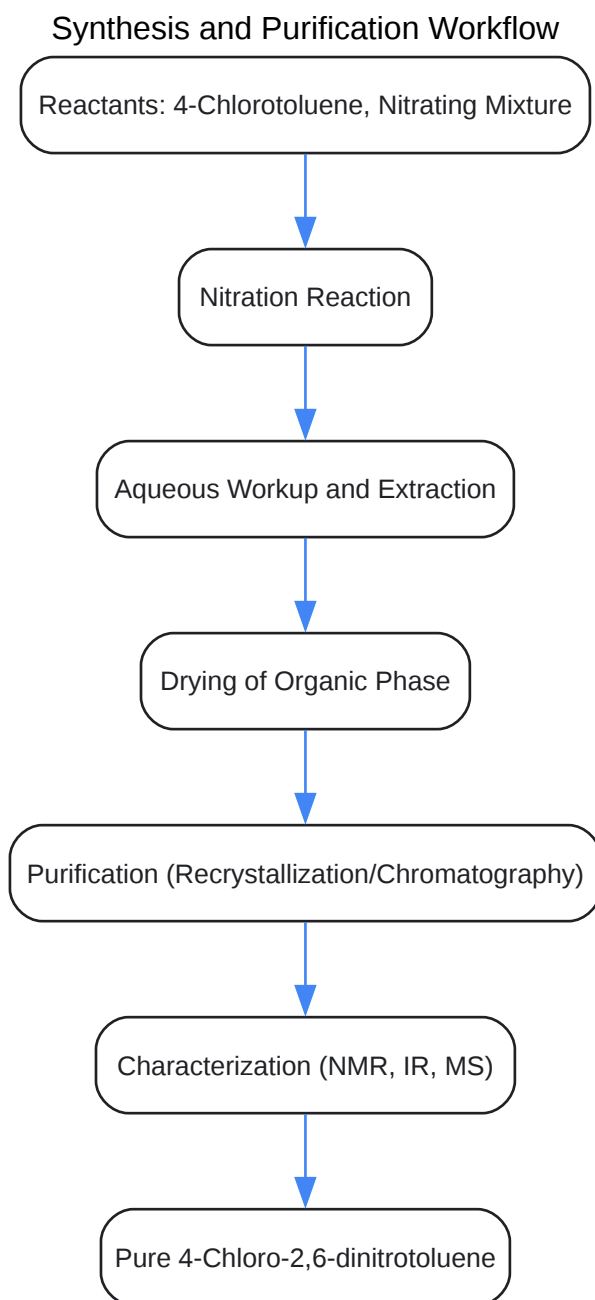 Synthesis and Purification Workflow
Reactants: 4-Chlorotoluene, Nitrating Mixture
Nitration Reaction
Aqueous Workup and Extraction
Drying of Organic Phase
Purification (Recrystallization/Chromatography)
Characterization (NMR, IR, MS)
Pure 4-Chloro-2,6-dinitrotoluene